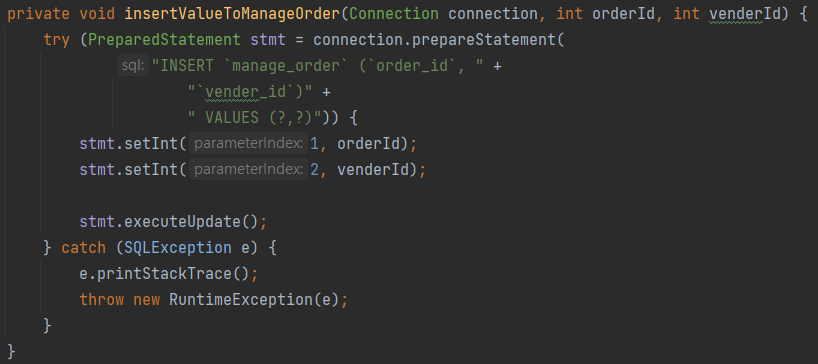 private void insertValueToManageOrder(Connection connection, int orderId, int venderId) {
    try (PreparedStatement stmt = connection.prepareStatement(
            sql: "INSERT `manage_order` (`order_id`, " +
                    "`vender_id`)" +
                    " VALUES (?,?)")) {
        stmt.setInt( parameterIndex: 1, orderId);
        stmt.setInt( parameterIndex: 2, venderId);

        stmt.executeUpdate();
    } catch (SQLException e) {
        e.printStackTrace();
        throw new RuntimeException(e);
    }
}